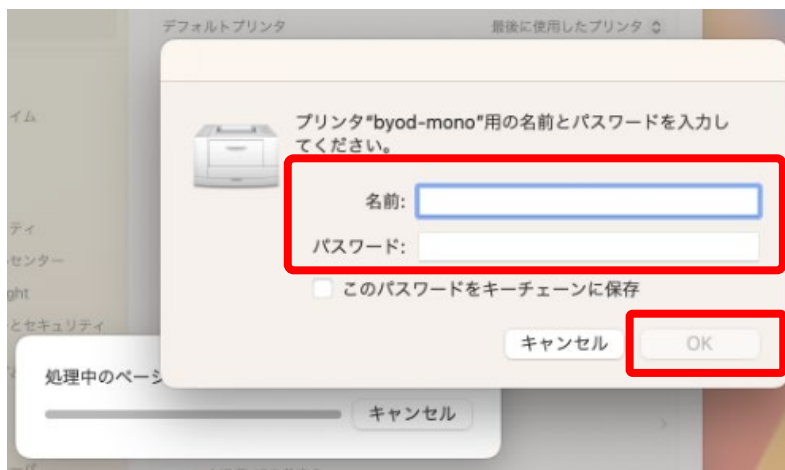 デフォルトプリンタ
最後に使用したプリンタ
プリンタ“byod-mono”用の名前とパスワードを入力し
てください。
名前:
パスワード:
このパスワードをキーチェーンに保存
キャンセル
OK
イム
ティ
センター
ght
とセキュリティ
処理中のペー
キャンセル